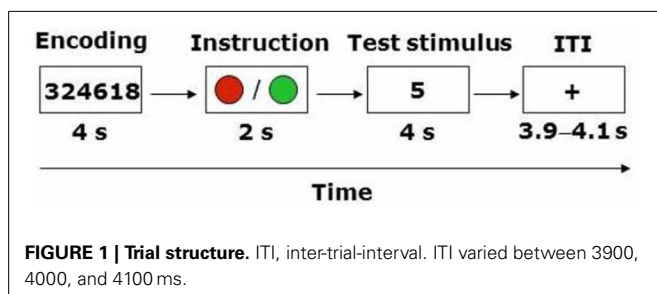 Encoding Instruction Test stimulus ITI
324618 / 5 +
4 s 2 s 4 s 3.9–4.1 s
Time
FIGURE 1 | Trial structure. ITI, inter-trial-interval. ITI varied between 3900,
4000, and 4100 ms.